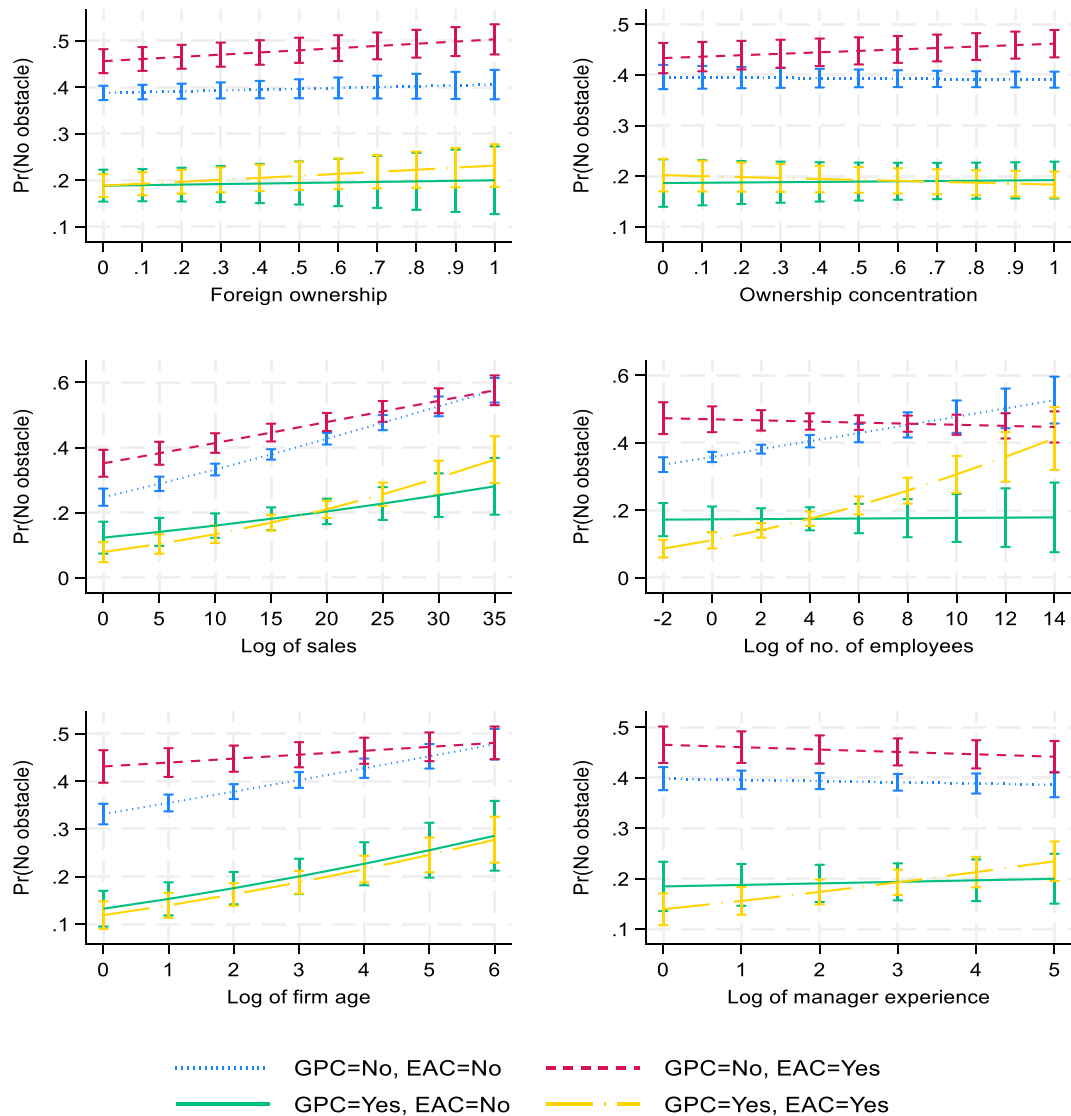 Pr(No obstacle)
.5
.4
.3
.2
.1
0 .1 .2 .3 .4 .5 .6 .7 .8 .9 1
Foreign ownership
Pr(No obstacle)
.5
.4
.3
.2
.1
0 .1 .2 .3 .4 .5 .6 .7 .8 .9 1
Ownership concentration
Pr(No obstacle)
.6
.4
.2
0
0 5 10 15 20 25 30 35
Log of sales
Pr(No obstacle)
.6
.4
.2
0
-2 0 2 4 6 8 10 12 14
Log of no. of employees
Pr(No obstacle)
.5
.4
.3
.2
.1
0 1 2 3 4 5 6
Log of firm age
Pr(No obstacle)
.5
.4
.3
.2
.1
0 1 2 3 4 5
Log of manager experience
GPC=No, EAC=No GPC=No, EAC=Yes
GPC=Yes, EAC=No GPC=Yes, EAC=Yes